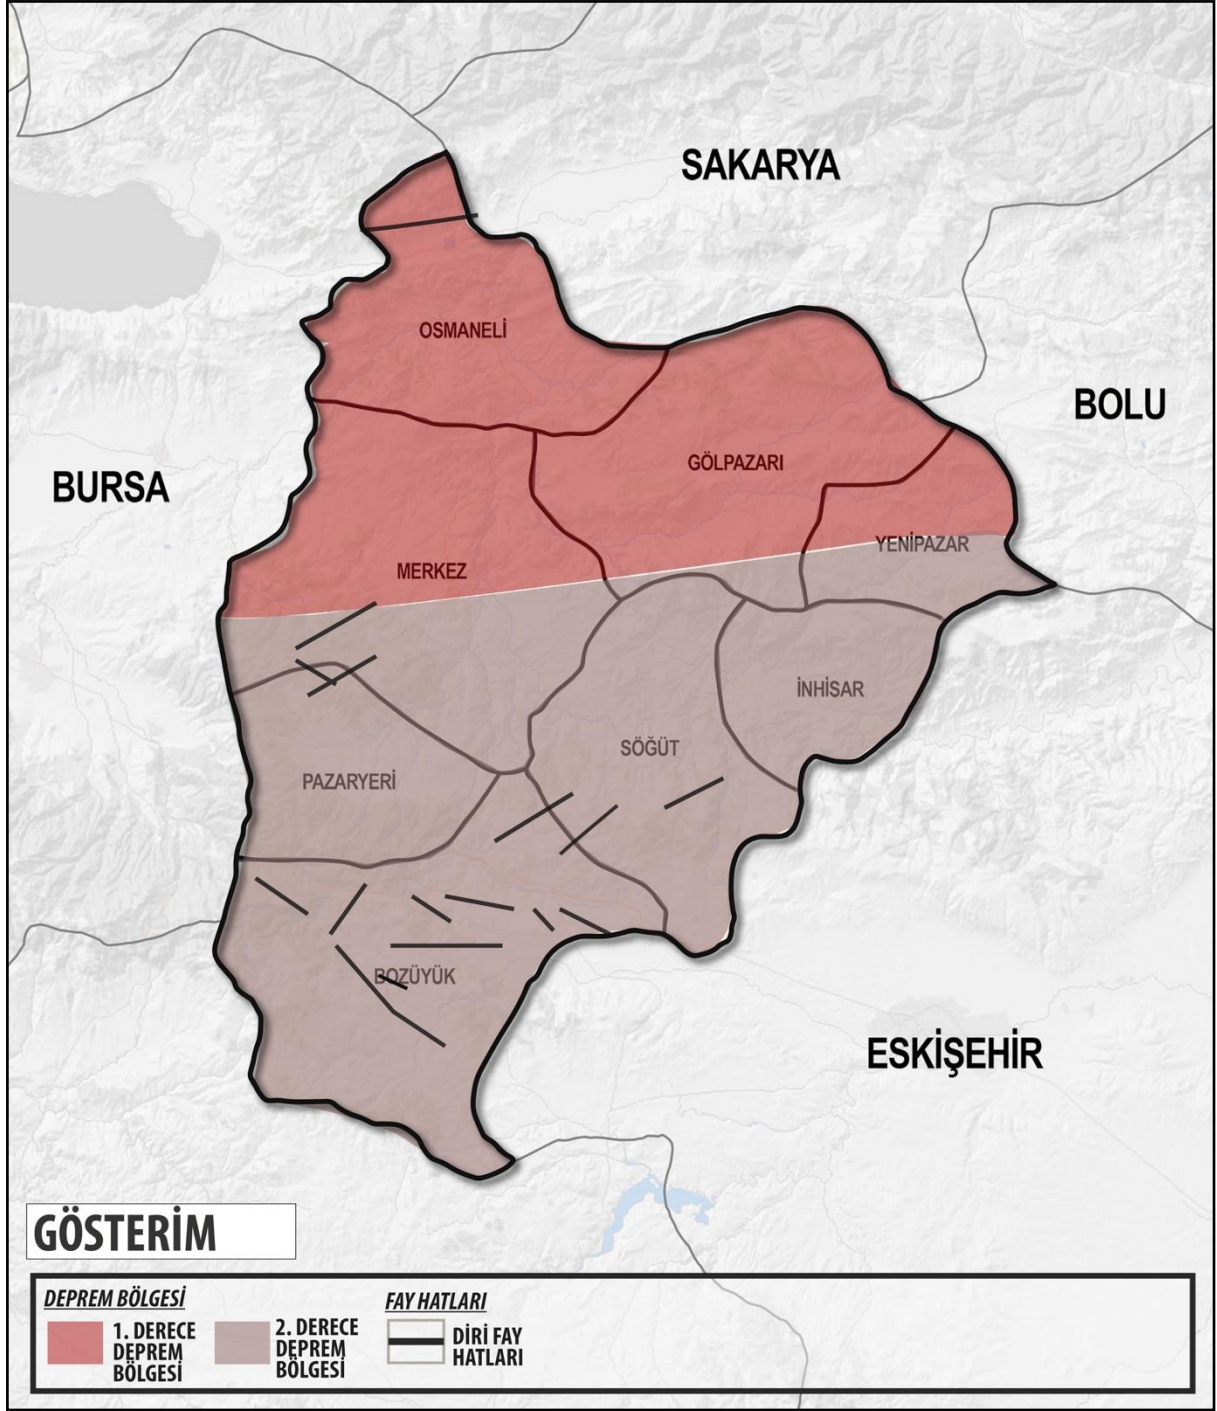 SAKARYA
OSMANELİ
BOLU
GÖLPAZARI
BURSA
YENİPAZAR
MERKEZ
İNHİSAR
SÖĞÜT
PAZARYERİ
BOZÜYÜK
ESKİŞEHİR
GÖSTERİM
DEPREM BÖLGESİ
1. DERECE
DEPREM
BÖLGESİ
2. DERECE
DEPREM
BÖLGESİ
FAY HATLARI
DİRİ FAY
HATLARI